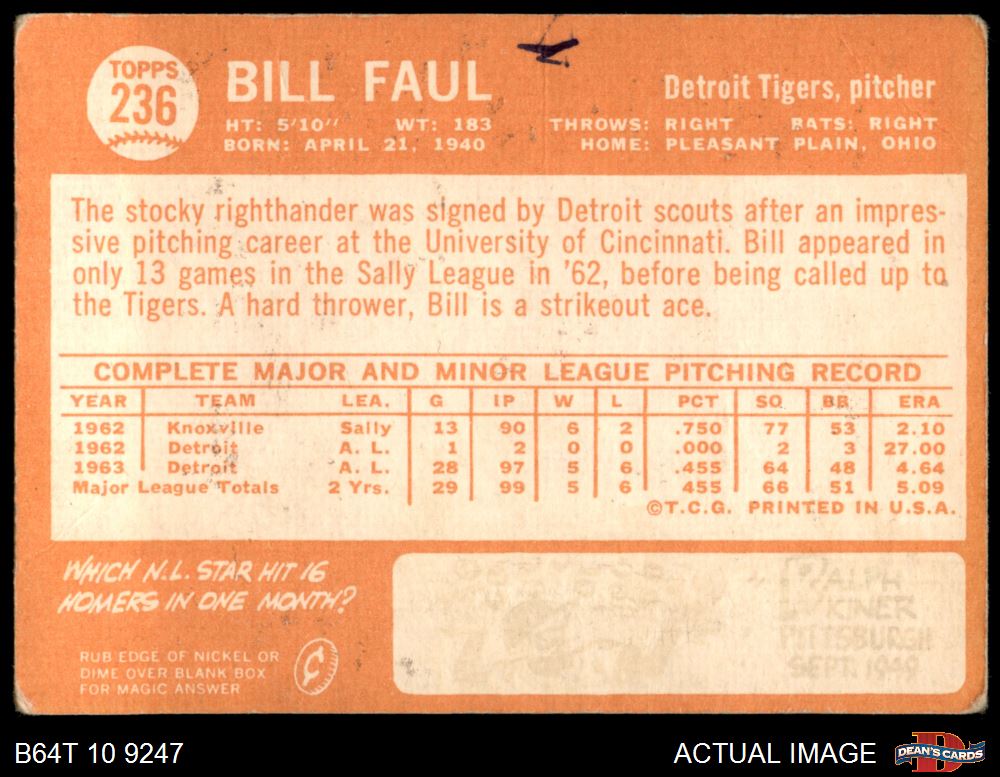 TOPPS
236
BILL FAUL
Detroit Tigers, pitcher
HT: 5'10" WT: 183 THROWS: RIGHT BATS: RIGHT
BORN: APRIL 21, 1940 HOME: PLEASANT PLAIN, OHIO
The stocky righthander was signed by Detroit scouts after an impres-
sive pitching career at the University of Cincinnati. Bill appeared in
only 13 games in the Sally League in '62, before being called up to
the Tigers. A hard thrower, Bill is a strikeout ace.
COMPLETE MAJOR AND MINOR LEAGUE PITCHING RECORD
YEAR TEAM LEA. G IP W L PCT SO BB ERA
1962 Knoxville Sally 13 90 6 2 .750 77 53 2.10
1962 Detroit A. L. 1 2 0 0 .000 2 3 27.00
1963 Detroit A. L. 28 97 5 6 .455 64 48 4.64
Major League Totals 2 Yrs. 29 99 5 6 .455 66 51 5.09
©T.C.G. PRINTED IN U.S.A.
WHICH N.L. STAR HIT 16
HOMERS IN ONE MONTH?
RUB EDGE OF NICKEL OR
DIME OVER BLANK BOX
FOR MAGIC ANSWER
RALPH
KINER
PITTSBURGH
SEPT. 1949
B64T 10 9247 ACTUAL IMAGE
DEAN'S CARDS